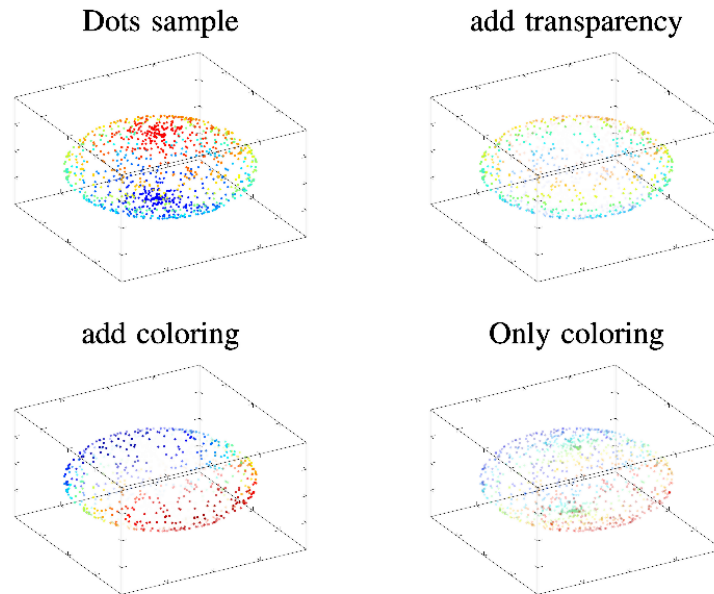 Dots sample
add transparency
add coloring
Only coloring